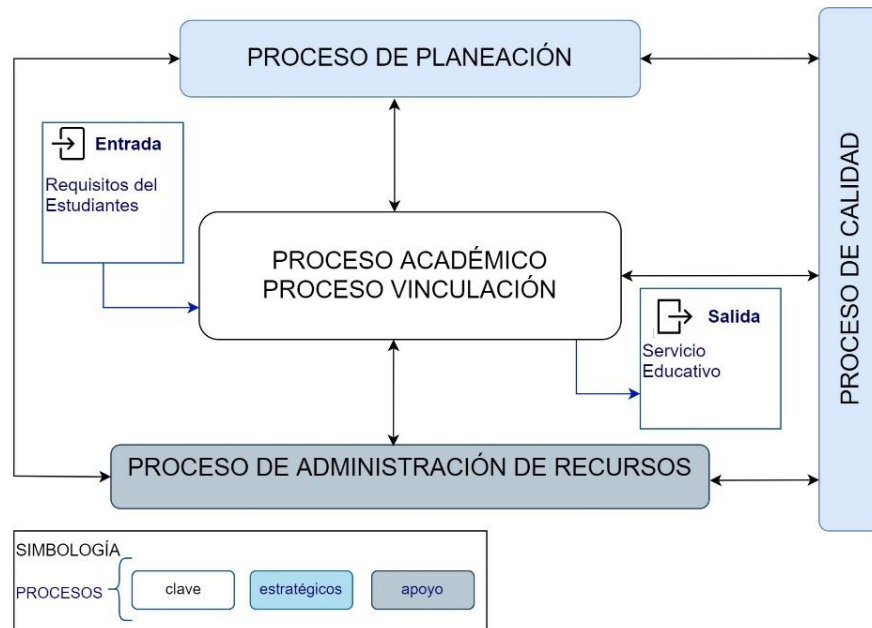 PROCESO DE PLANEACIÓN
Entrada
Requisitos del
Estudiantes
PROCESO ACADÉMICO
PROCESO VINCULACIÓN
Salida
Servicio
Educativo
PROCESO DE CALIDAD
PROCESO DE ADMINISTRACIÓN DE RECURSOS
SIMBOLOGÍA
PROCESOS
clave
estratégicos
apoyo